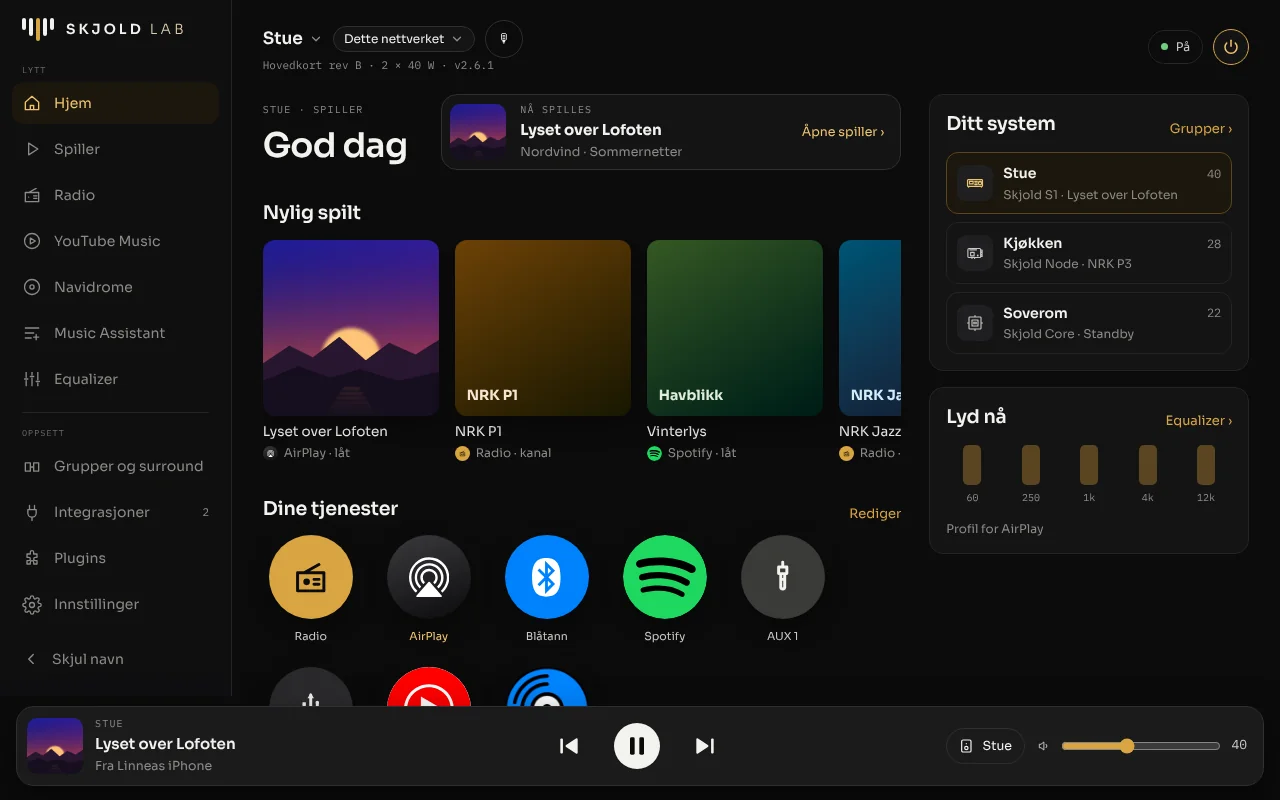 SKJOLD LAB
LYTT
Hjem
Spiller
Radio
YouTube Music
Navidrome
Music Assistant
Equalizer
OPPSETT
Grupper og surround
Integrasjoner 2
Plugins
Innstillinger
Skjul navn
Stue
Dette nettverket
Hovedkort rev B · 2 × 40 W · v2.6.1
På
STUE · SPILLER
God dag
NÅ SPILLES
Lyset over Lofoten
Nordvind · Sommernetter
Åpne spiller ›
Nylig spilt
NRK P1
Havblikk
NRK Ja
Lyset over Lofoten
AirPlay · låt
NRK P1
Radio · kanal
Vinterlys
Spotify · låt
NRK Jazz
Radio ·
Dine tjenester
Rediger
Radio
AirPlay
Blåtann
Spotify
AUX 1
Ditt system
Grupper ›
Stue 40
Skjold S1 · Lyset over Lofoten
Kjøkken 28
Skjold Node · NRK P3
Soverom 22
Skjold Core · Standby
Lyd nå
Equalizer ›
60 250 1k 4k 12k
Profil for AirPlay
STUE
Lyset over Lofoten
Fra Linneas iPhone
Stue
40